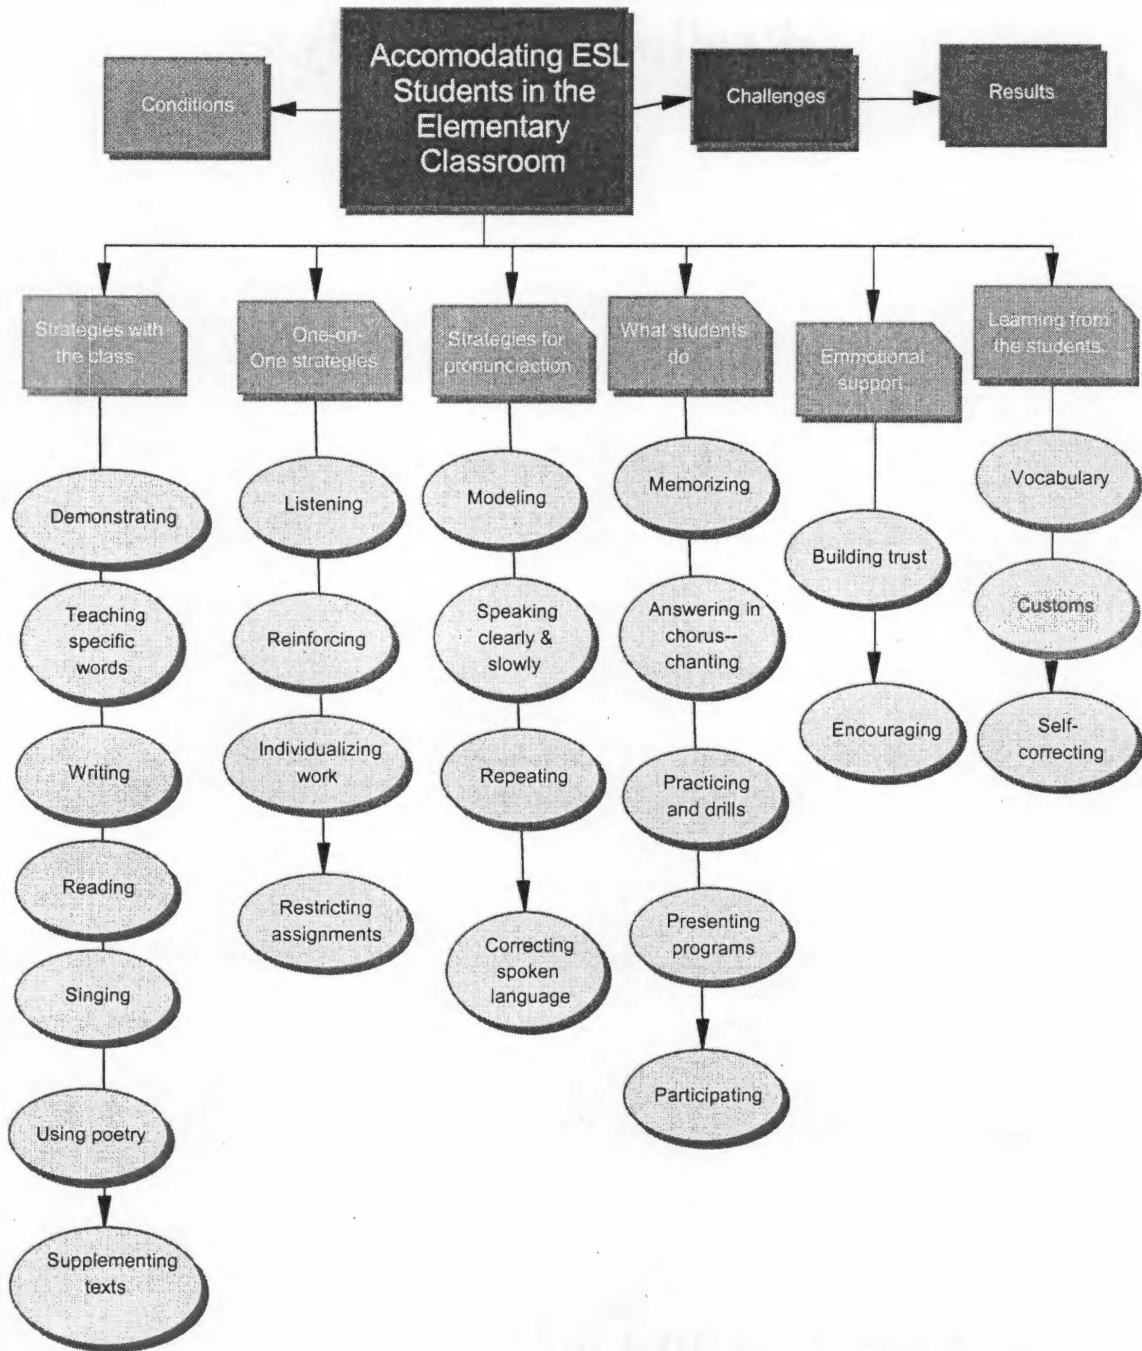 Accomodating ESL
Students in the
Elementary
Classroom
Conditions
Challenges
Results
Strategies with
the class
Demonstrating
Teaching
specific
words
Writing
Reading
Singing
Using poetry
Supplementing
texts
One-on-
One strategies
Listening
Reinforcing
Individualizing
work
Restricting
assignments
Strategies for
pronunciaction
Modeling
Speaking
clearly &
slowly
Repeating
Correcting
spoken
language
What students
do
Memorizing
Answering in
chorus--
chanting
Practicing
and drills
Presenting
programs
Participating
Emmotional
support
Building trust
Encouraging
Learning from
the students
Vocabulary
Customs
Self-
correcting